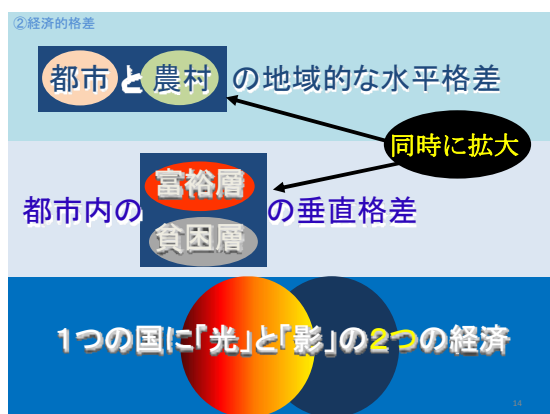 ②経済的格差
都市と農村の地域的な水平格差
同時に拡大
富裕層
都市内の の垂直格差
貧困層
1つの国に「光」と「影」の2つの経済
14